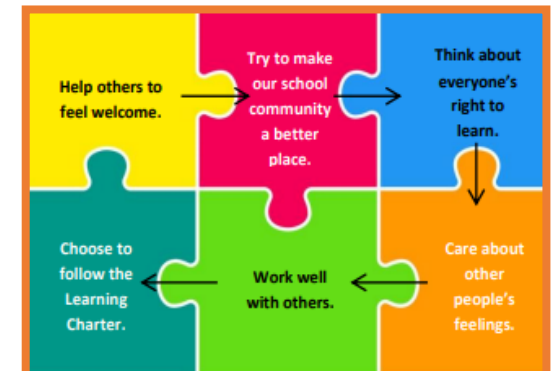 Help others to
feel welcome.
Try to make
our school
community
a better
place.
Think about
everyone's
right to
learn.
Care about
other
people's
feelings.
Work well
with others.
Choose to
follow the
Learning
Charter.